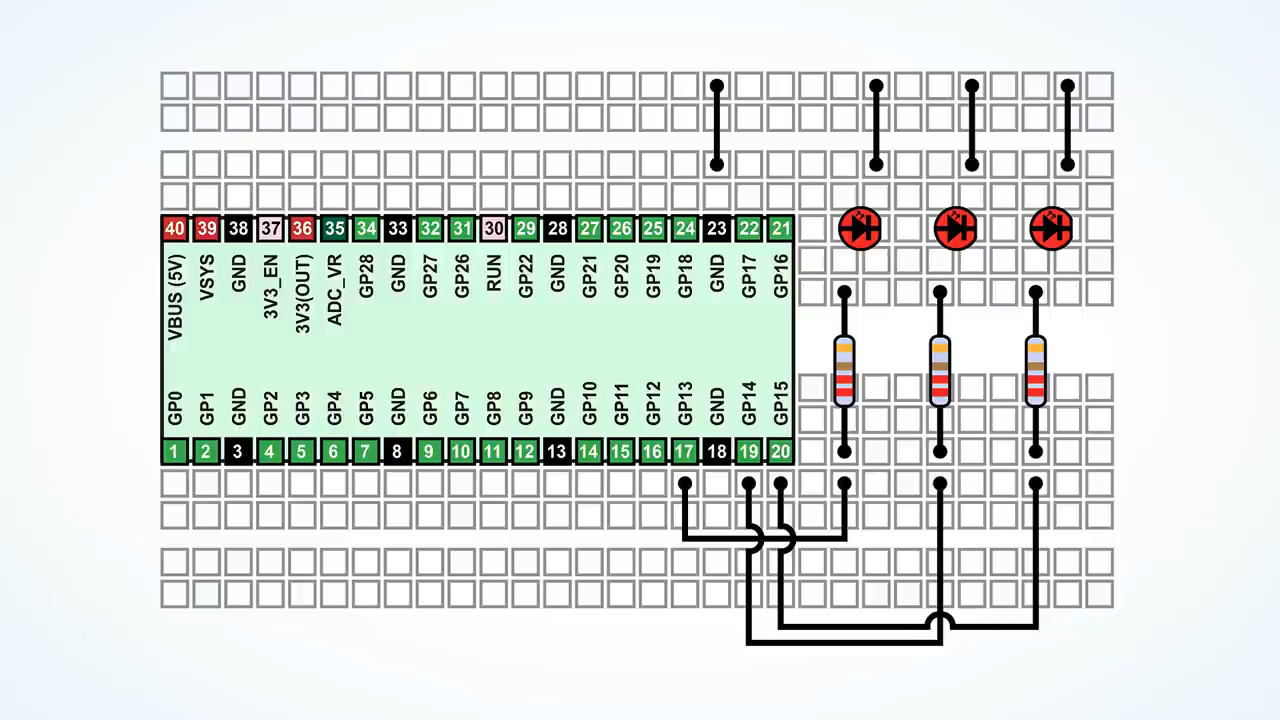 40 39 38 37 36 35 34 33 32 31 30 29 28 27 26 25 24 23 22 21
VBUS (5V) VSYS GND 3V3_EN 3V3(OUT) ADC_VR GP28 GND GP27 GP26 RUN GP22 GND GP21 GP20 GP19 GP18 GND GP17 GP16
GP0 GP1 GND GP2 GP3 GP4 GP5 GND GP6 GP7 GP8 GP9 GND GP10 GP11 GP12 GP13 GND GP14 GP15
1 2 3 4 5 6 7 8 9 10 11 12 13 14 15 16 17 18 19 20